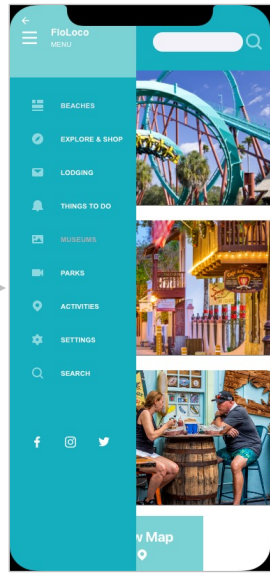 FloLoco
MENU
BEACHES
EXPLORE & SHOP
LODGING
THINGS TO DO
MUSEUMS
PARKS
ACTIVITIES
SETTINGS
SEARCH
Map